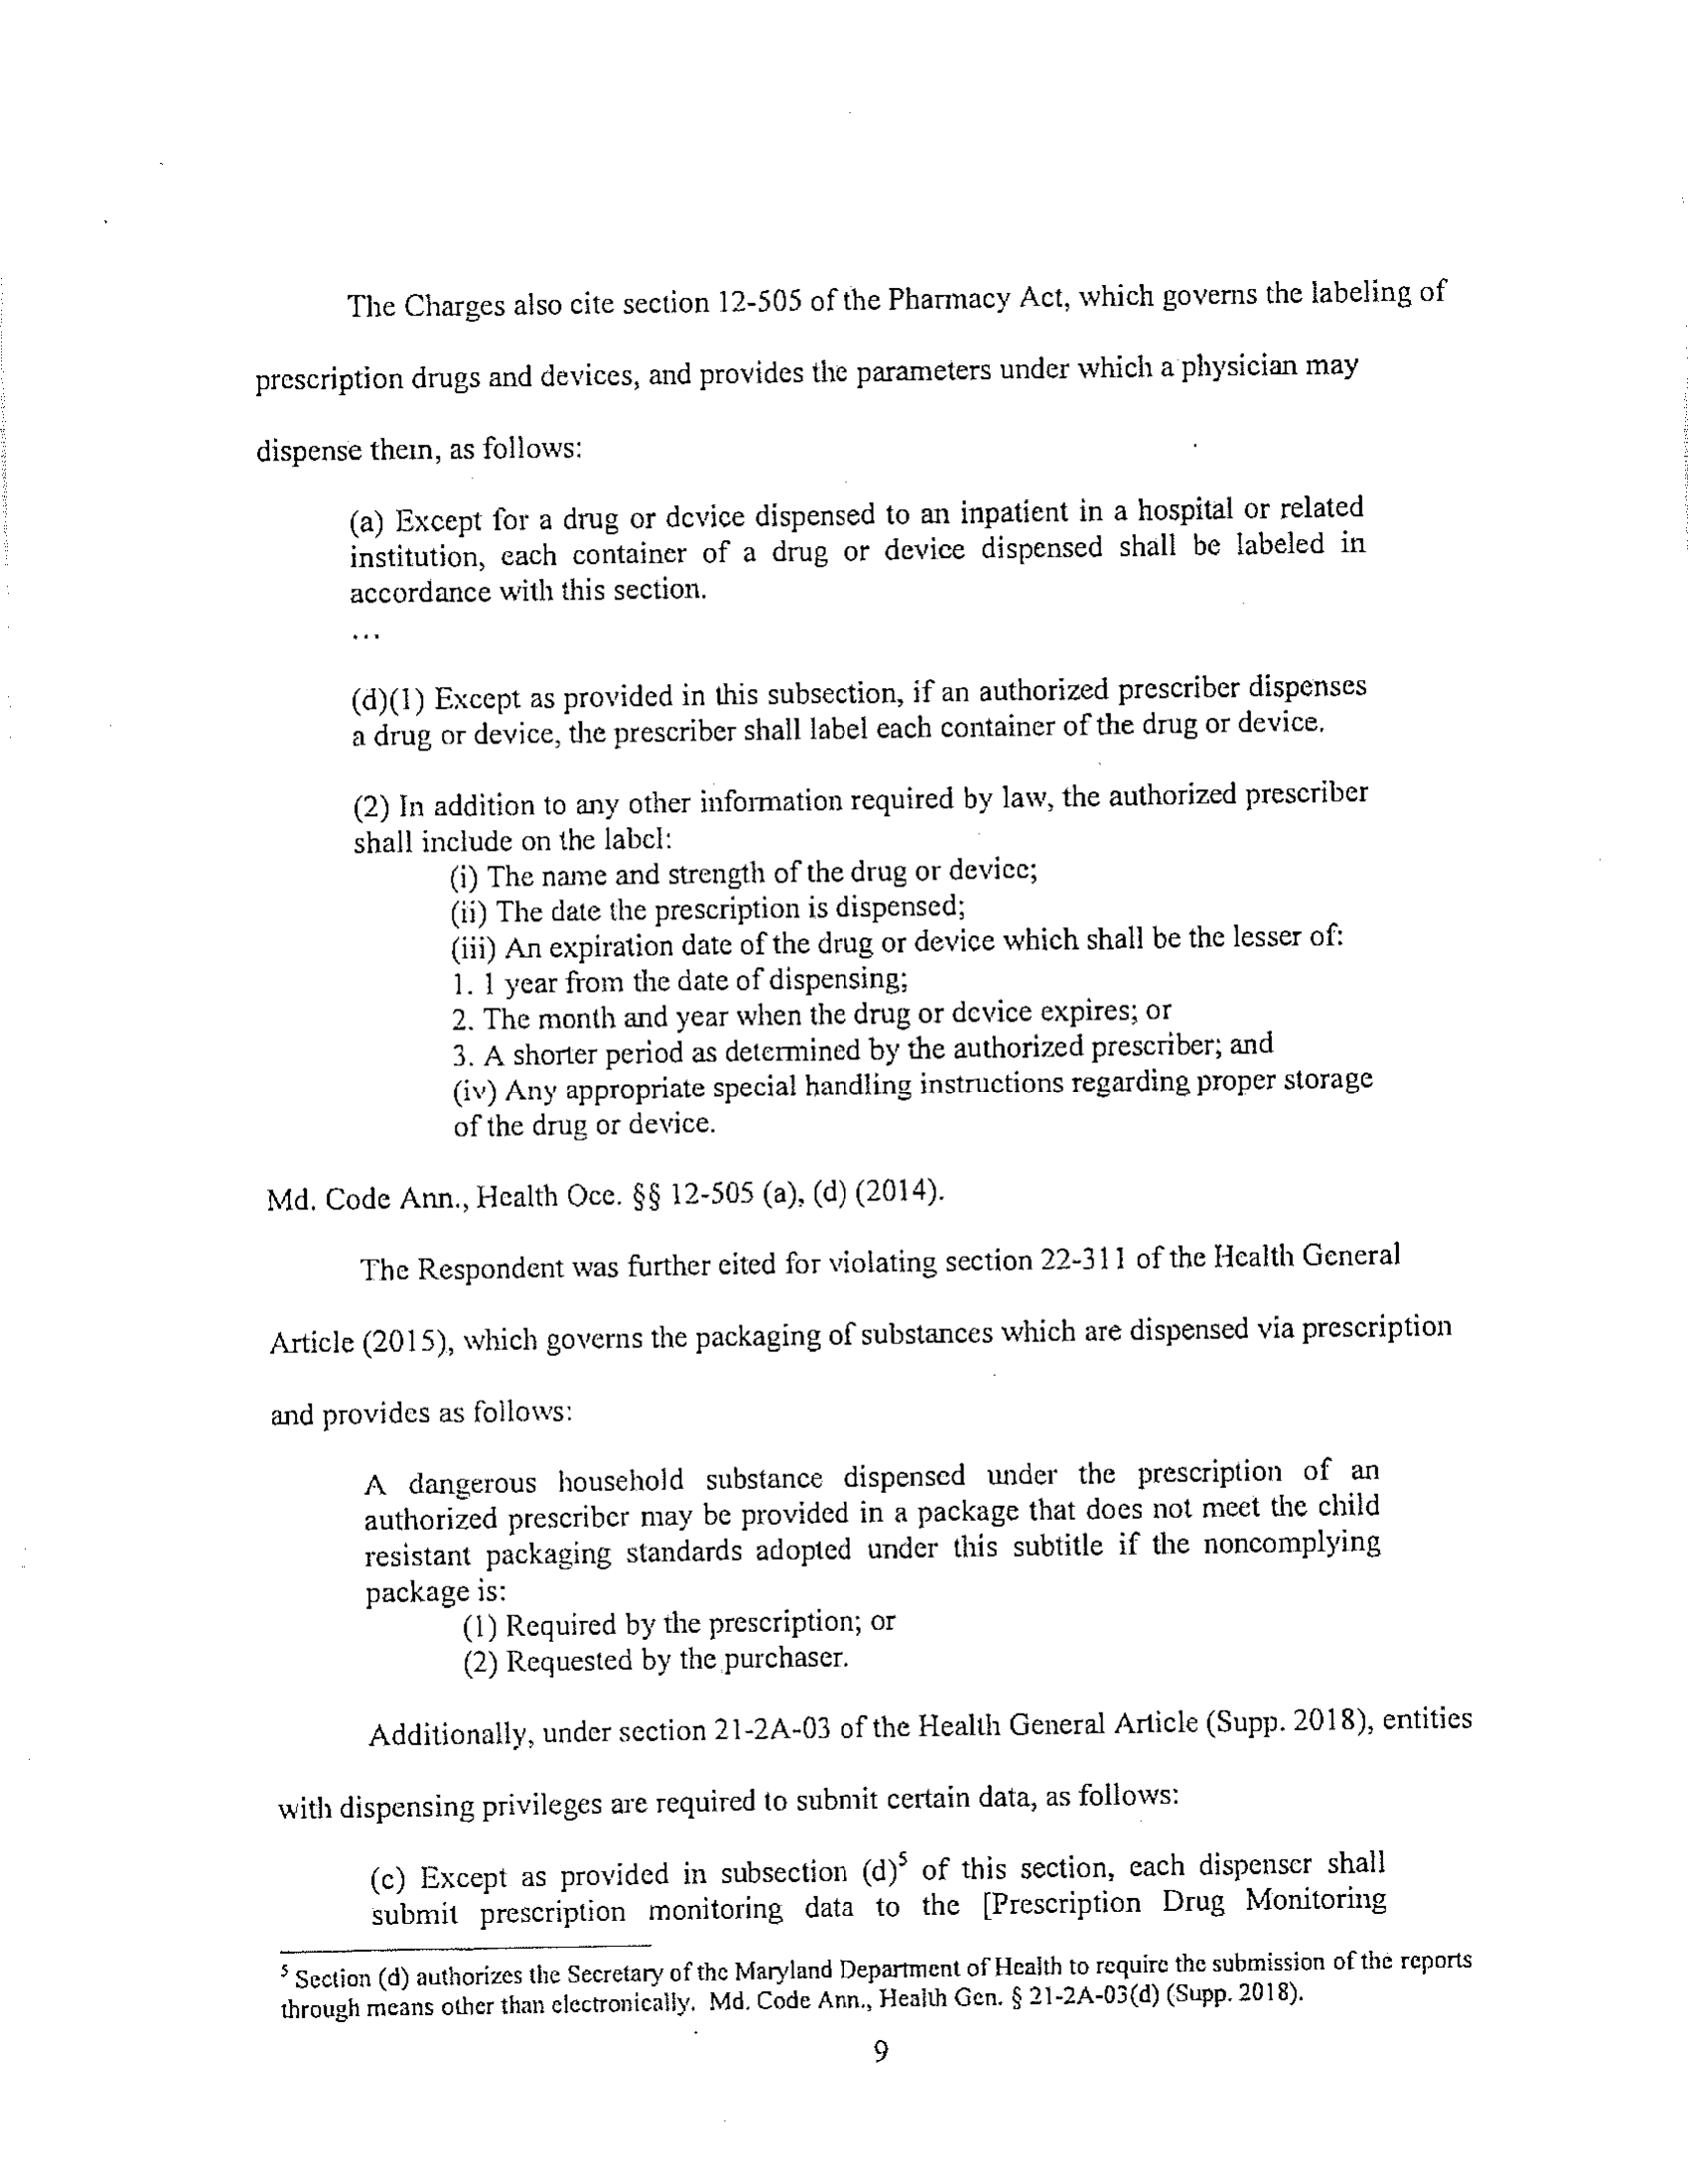 The Charges also cite section 12-505 of the Pharmacy Act, which governs the labeling of
prescription drugs and devices, and provides the parameters under which a physician may
dispense them, as follows:
(a) Except for a drug or device dispensed to an inpatient in a hospital or related
institution, each container of a drug or device dispensed shall be labeled in
accordance with this section.
...
(d)(1) Except as provided in this subsection, if an authorized prescriber dispenses
a drug or device, the prescriber shall label each container of the drug or device.
(2) In addition to any other information required by law, the authorized prescriber
shall include on the label:
(i) The name and strength of the drug or device;
(ii) The date the prescription is dispensed;
(iii) An expiration date of the drug or device which shall be the lesser of:
1. 1 year from the date of dispensing;
2. The month and year when the drug or device expires; or
3. A shorter period as determined by the authorized prescriber; and
(iv) Any appropriate special handling instructions regarding proper storage
of the drug or device.
Md. Code Ann., Health Occ. §§ 12-505 (a), (d) (2014).
The Respondent was further cited for violating section 22-311 of the Health General
Article (2015), which governs the packaging of substances which are dispensed via prescription
and provides as follows:
A dangerous household substance dispensed under the prescription of an
authorized prescriber may be provided in a package that does not meet the child
resistant packaging standards adopted under this subtitle if the noncomplying
package is:
(1) Required by the prescription; or
(2) Requested by the purchaser.
Additionally, under section 21-2A-03 of the Health General Article (Supp. 2018), entities
with dispensing privileges are required to submit certain data, as follows:
(c) Except as provided in subsection (d)⁵ of this section, each dispenser shall
submit prescription monitoring data to the [Prescription Drug Monitoring
⁵ Section (d) authorizes the Secretary of the Maryland Department of Health to require the submission of the reports
through means other than electronically. Md. Code Ann., Health Gen. § 21-2A-03(d) (Supp. 2018).
9